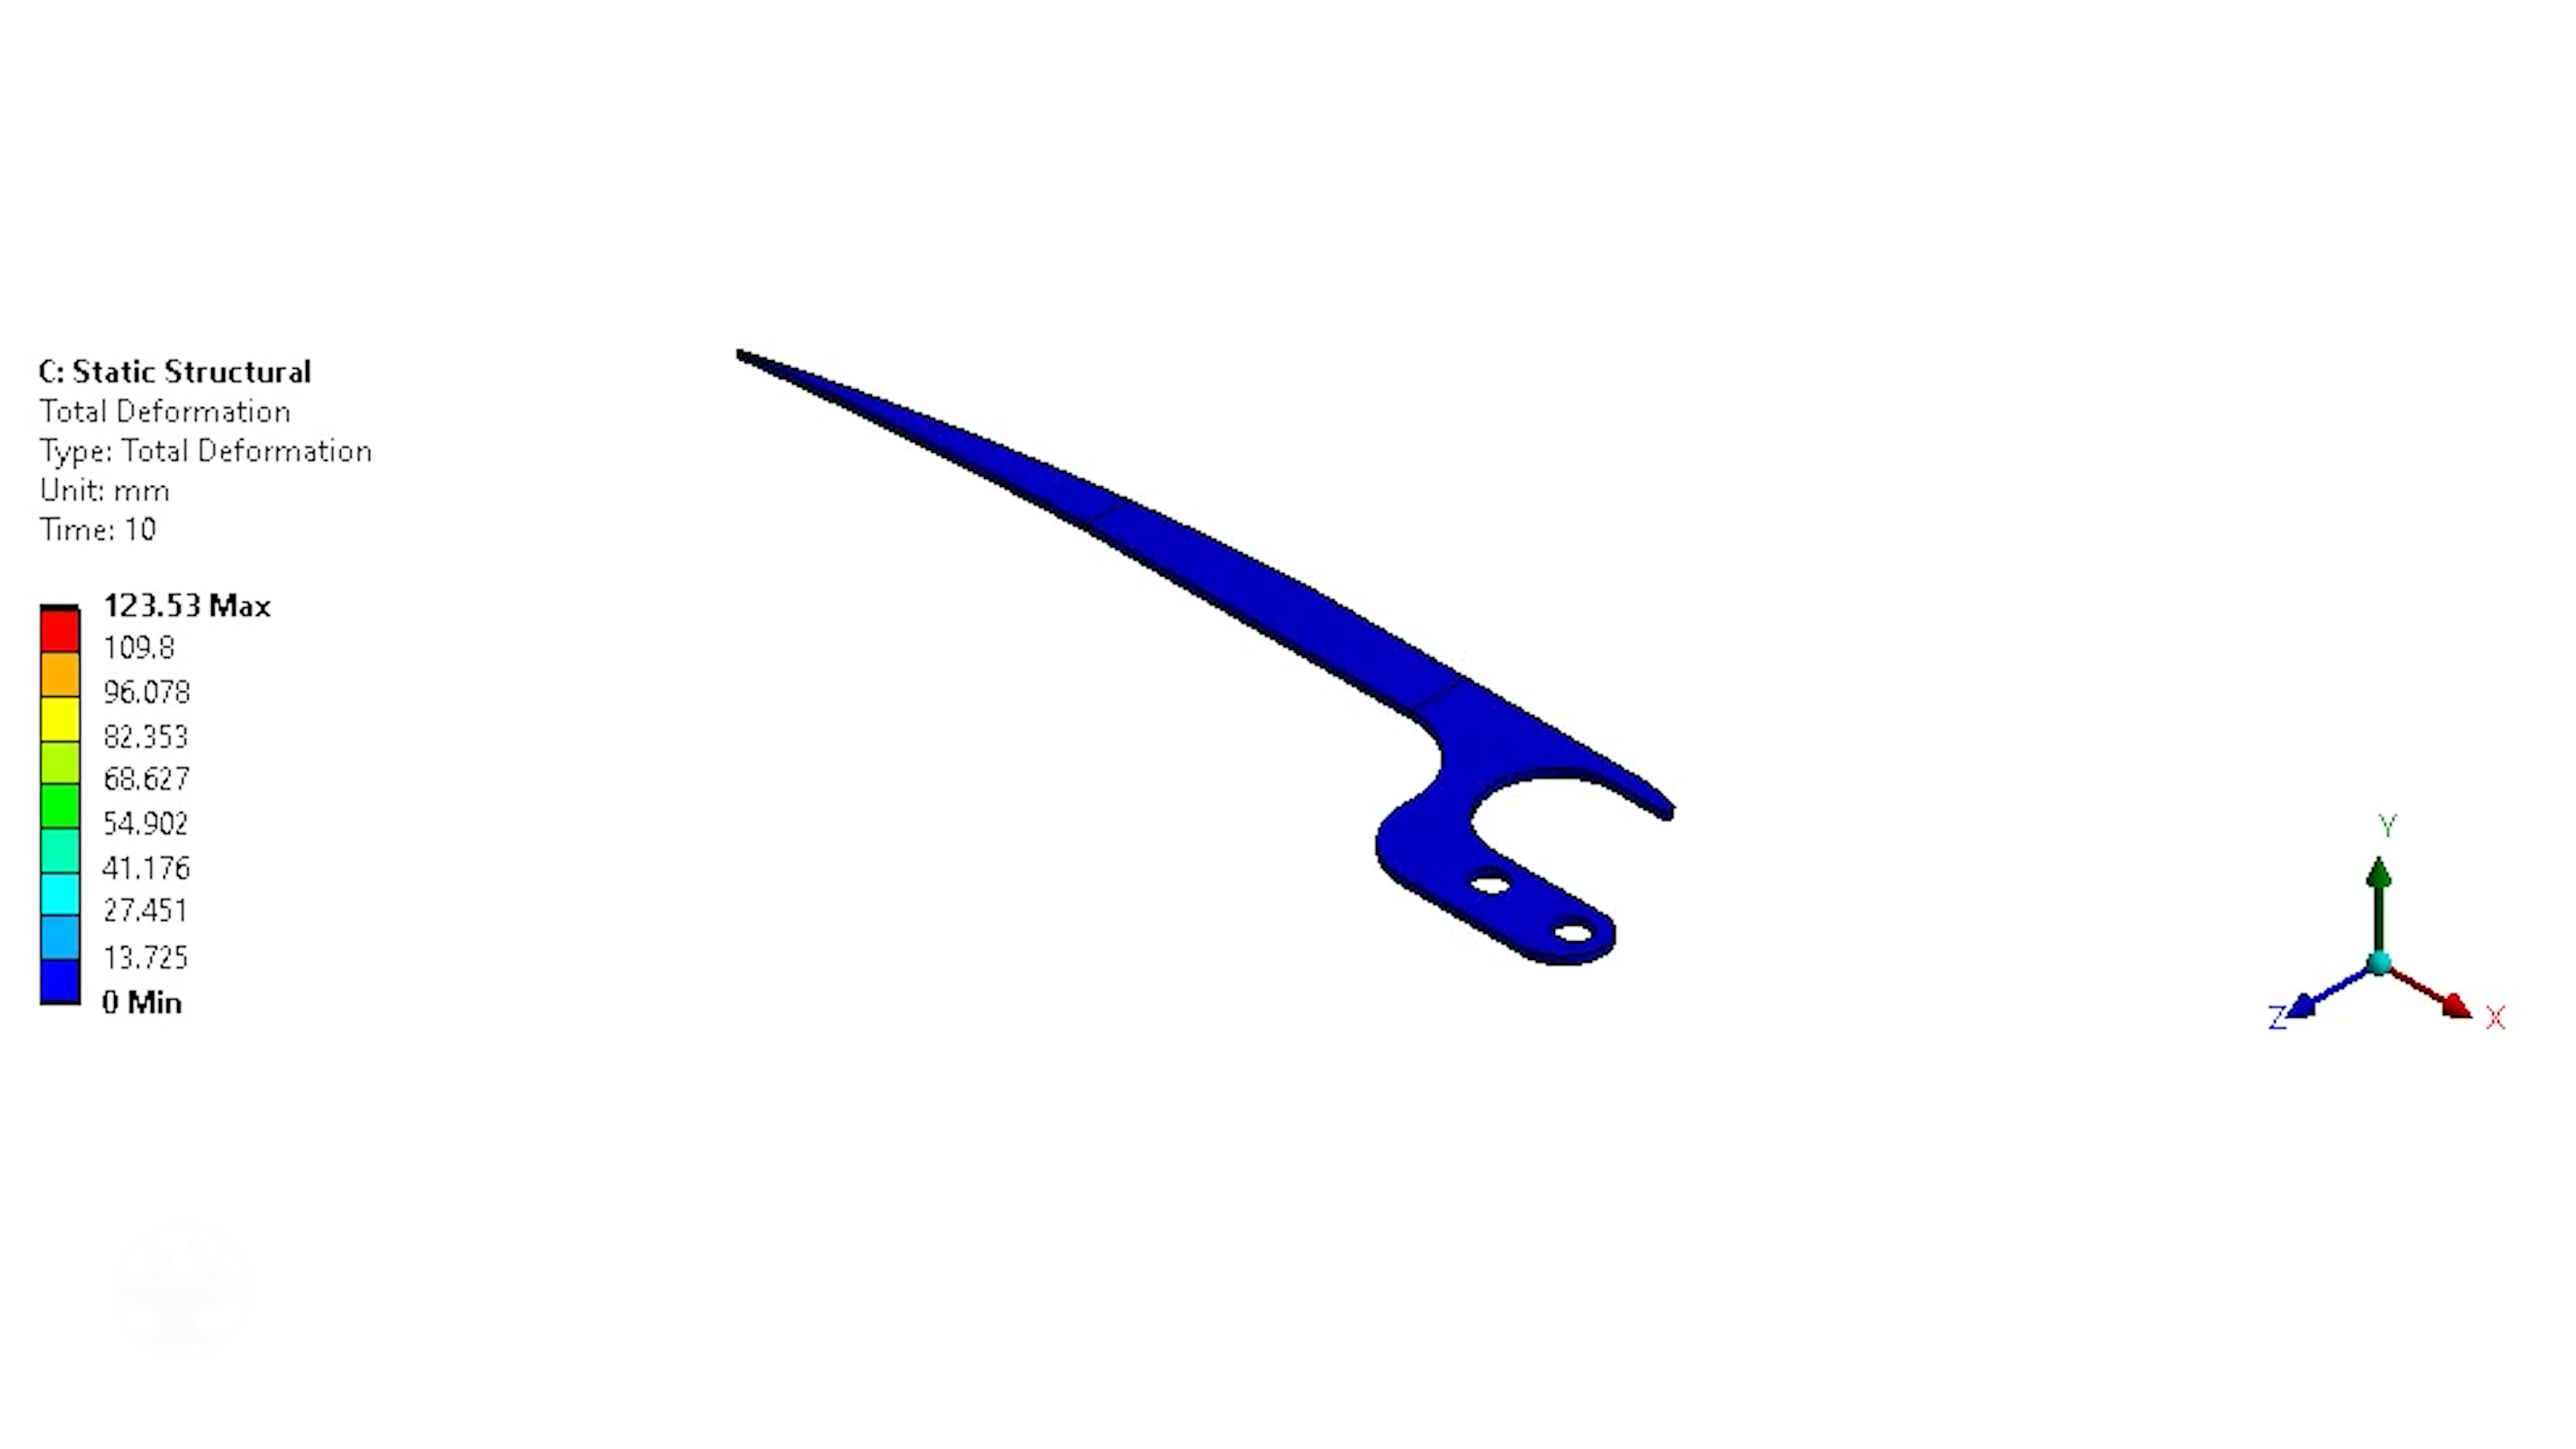 C: Static Structural
Total Deformation
Type: Total Deformation
Unit: mm
Time: 10
123.53 Max
109.8
96.078
82.353
68.627
54.902
41.176
27.451
13.725
0 Min
Y
Z
X